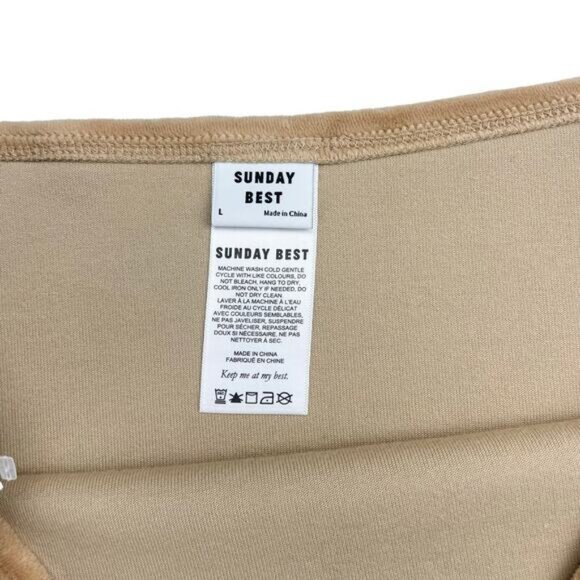 SUNDAY
BEST
L Made in China
SUNDAY BEST
MACHINE WASH COLD GENTLE
CYCLE WITH LIKE COLOURS, DO
NOT BLEACH, HANG TO DRY,
COOL IRON ONLY IF NEEDED, DO
NOT DRY CLEAN.
LAVER À LA MACHINE À L'EAU
FROIDE AU CYCLE DÉLICAT
AVEC COULEURS SEMBLABLES,
NE PAS JAVELISER, SUSPENDRE
POUR SÉCHER, REPASSAGE
DOUX SI NÉCESSAIRE. NE PAS
NETTOYER À SEC.
MADE IN CHINA
FABRIQUÉ EN CHINE
Keep me at my best.